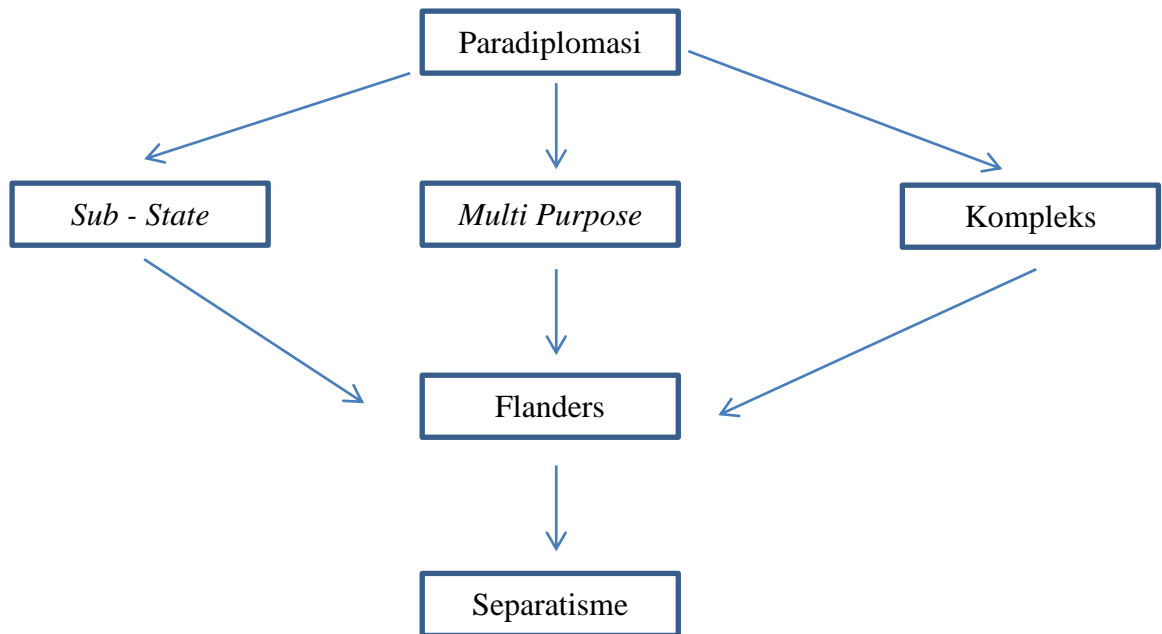 Paradiplomasi
Sub - State
Multi Purpose
Kompleks
Flanders
Separatisme